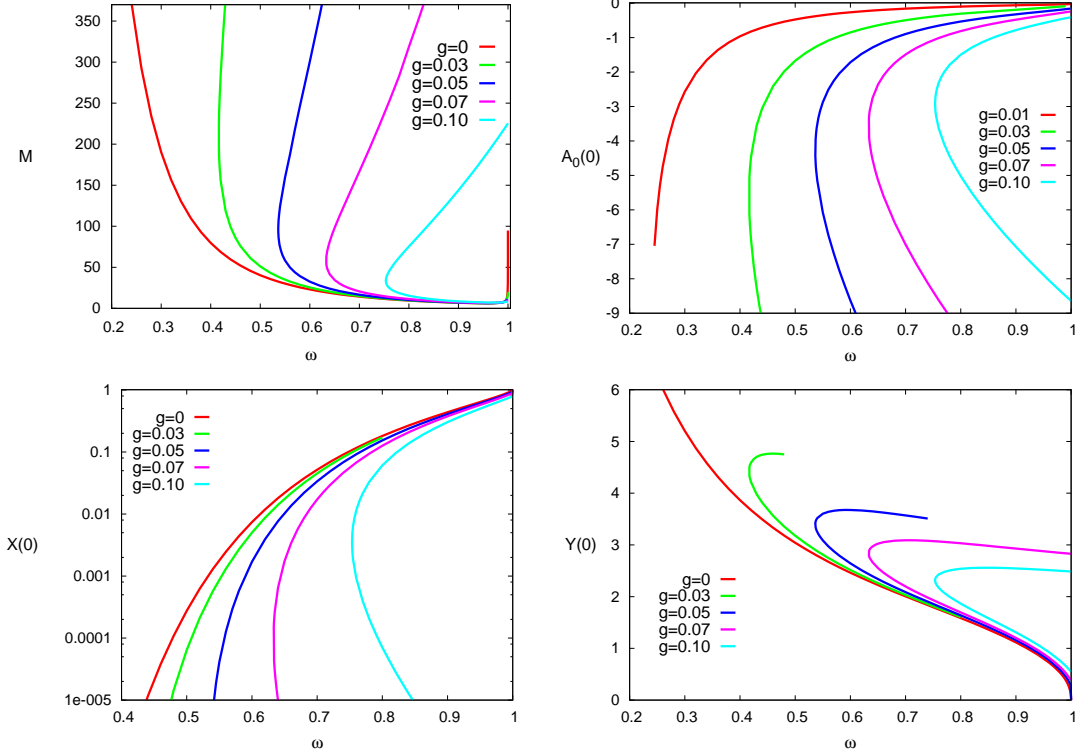 350
300
250
200
150
100
50
0
M
g=0
g=0.03
g=0.05
g=0.07
g=0.10
0.2 0.3 0.4 0.5 0.6 0.7 0.8 0.9 1
ω
0
-1
-2
-3
-4
-5
-6
-7
-8
-9
A₀(0)
g=0.01
g=0.03
g=0.05
g=0.07
g=0.10
0.2 0.3 0.4 0.5 0.6 0.7 0.8 0.9 1
ω
1
0.1
0.01
0.001
0.0001
1e-005
X(0)
g=0
g=0.03
g=0.05
g=0.07
g=0.10
0.4 0.5 0.6 0.7 0.8 0.9 1
ω
6
5
4
3
2
1
0
Y(0)
g=0
g=0.03
g=0.05
g=0.07
g=0.10
0.2 0.3 0.4 0.5 0.6 0.7 0.8 0.9 1
ω